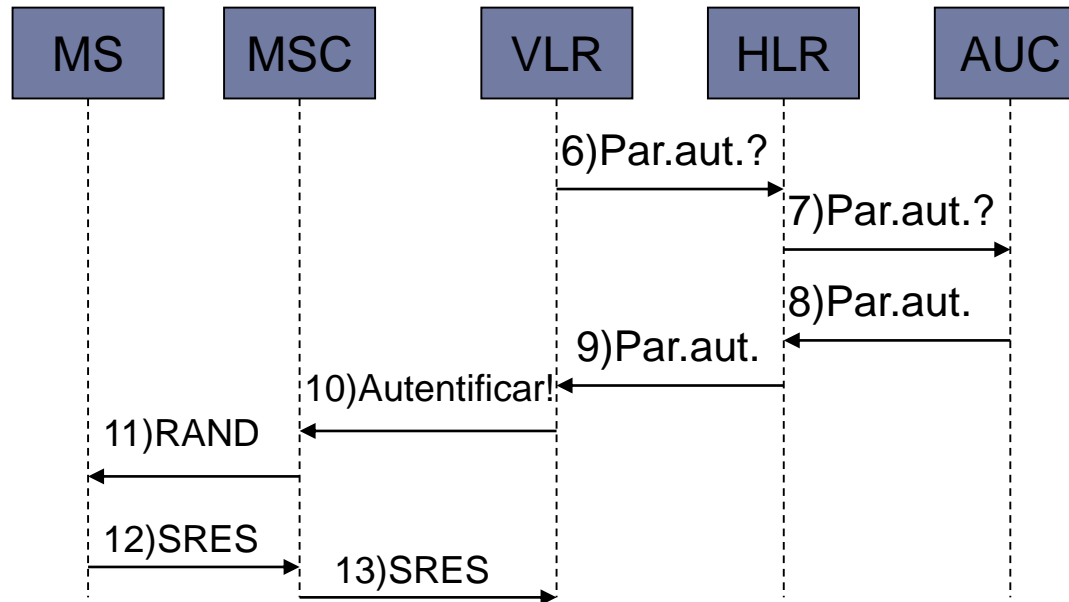 MS
MSC
VLR
HLR
AUC
6)Par.aut.?
7)Par.aut.?
8)Par.aut.
9)Par.aut.
10)Autentificar!
11)RAND
12)SRES
13)SRES